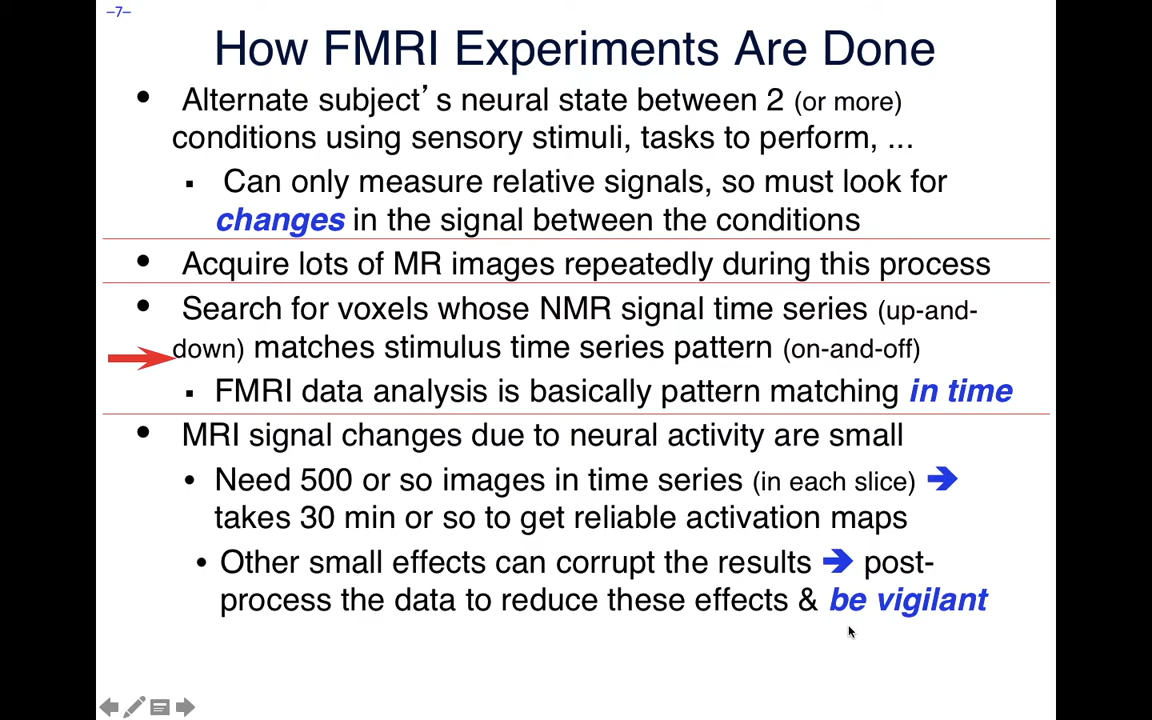 –7–
How FMRI Experiments Are Done
• Alternate subject’s neural state between 2 (or more)
conditions using sensory stimuli, tasks to perform, ...
▪ Can only measure relative signals, so must look for
changes in the signal between the conditions
• Acquire lots of MR images repeatedly during this process
• Search for voxels whose NMR signal time series (up-and-
down) matches stimulus time series pattern (on-and-off)
▪ FMRI data analysis is basically pattern matching in time
• MRI signal changes due to neural activity are small
• Need 500 or so images in time series (in each slice) ➔
takes 30 min or so to get reliable activation maps
• Other small effects can corrupt the results ➔ post-
process the data to reduce these effects & be vigilant